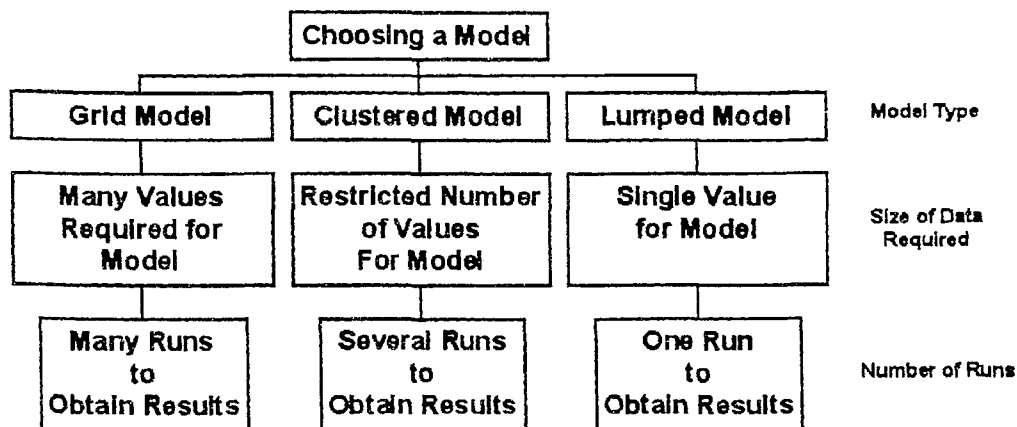 Choosing a Model
Grid Model
Clustered Model
Lumped Model
Model Type
Many Values
Required for
Model
Restricted Number
of Values
For Model
Single Value
for Model
Size of Data
Required
Many Runs
to
Obtain Results
Several Runs
to
Obtain Results
One Run
to
Obtain Results
Number of Runs